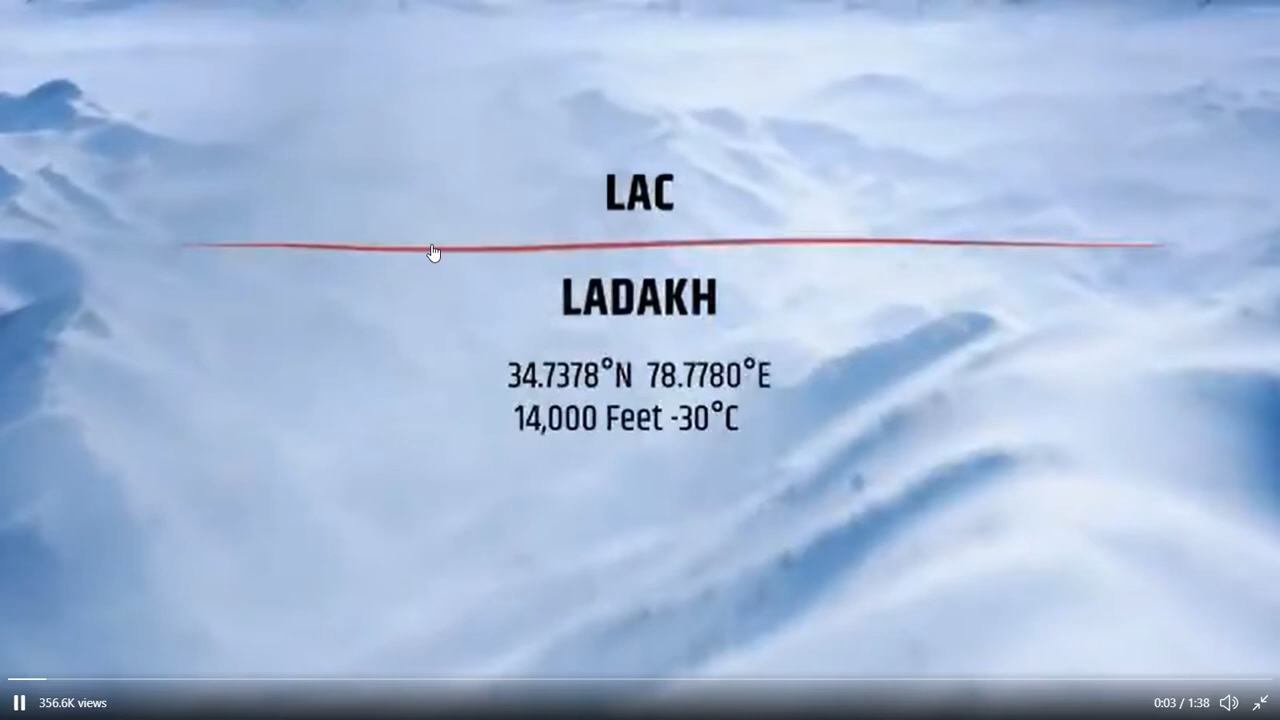 LAC
LADAKH
34.7378°N 78.7780°E
14,000 Feet -30°C
356.6K views
0:03 / 1:38